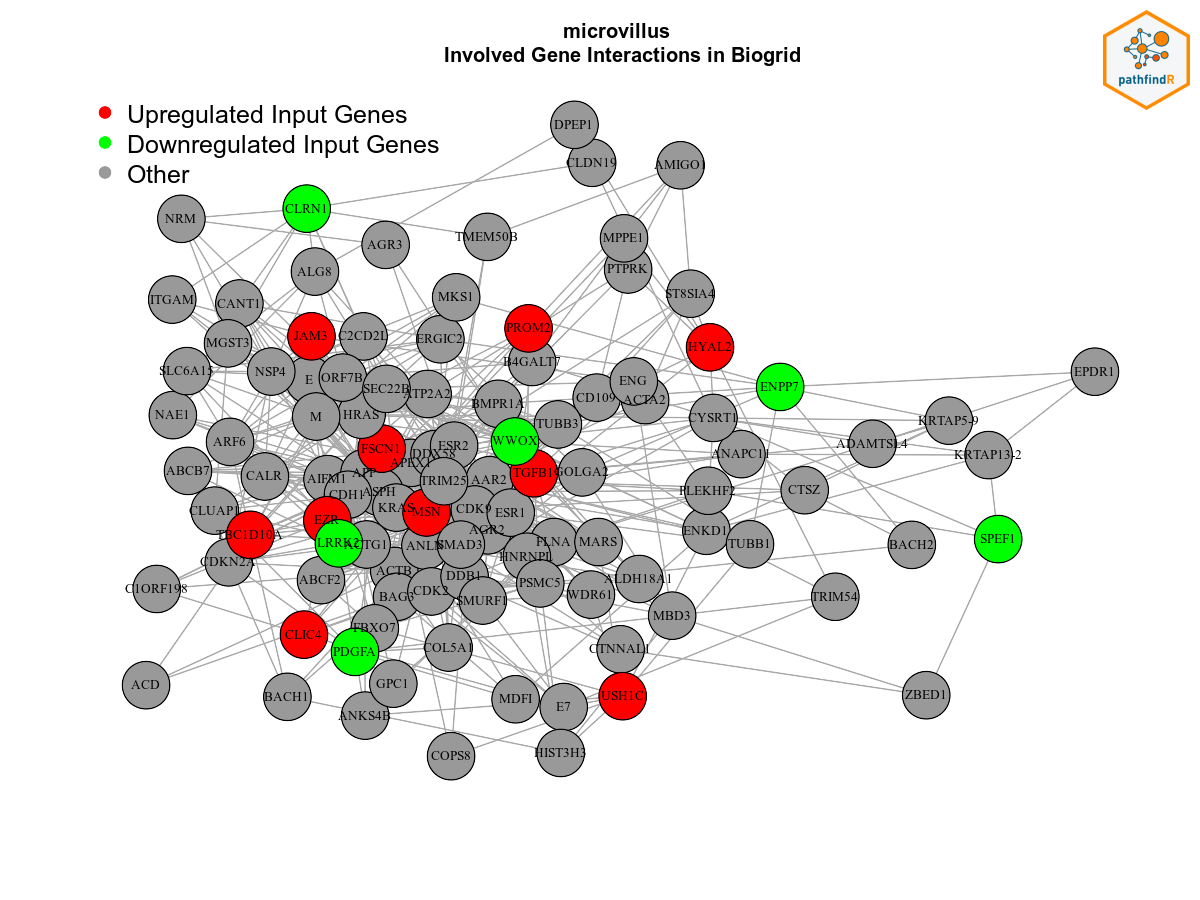 microvillus
Involved Gene Interactions in Biogrid
pathfindR
Upregulated Input Genes
Downregulated Input Genes
Other
DPEP1
CLDN19
AMIGO1
CLRN1
NRM
AGR3
TMEM50B
MPPE1
PTPRK
ALG8
ST8SIA4
MKS1
ITGAM
CANT1
PROM2
JAM3
C2CD2L
ERGIC2
MGST3
HYAL2
B4GALT7
SLC6A15
NSP4
E
ORF7B
SEC22B
ATP2A2
ENG
ENPP7
EPDR1
CD109
ACTA2
BMPR1A
NAE1
M
HRAS
CYSRT1
KRTAP5-9
TUBB3
ARF6
WWOX
ESR2
FSCN1
DDX58
ADAMTSL4
ANAPC11
KRTAP13-2
APEX1
ABCB7
CALR
AIFM1
APP
TRIM25
AAR2
TGFB1
GOLGA2
CDH1
ASPH
PLEKHF2
CTSZ
CLUAP1
KRAS
MSN
CDK9
ESR1
EZR
TBC1D10A
AGR2
ENKD1
LRRK2
ACTG1
ANLN
SMAD3
FLNA
MARS
TUBB1
BACH2
SPEF1
HNRNPL
CDKN2A
ACTB
ABCF2
DDB1
ALDH18A1
PSMC5
C1ORF198
BAG3
CDK2
SMURF1
WDR61
TRIM54
MBD3
FBXO7
CLIC4
PDGFA
COL5A1
CTNNAL1
ACD
GPC1
BACH1
MDFI
E7
USH1C
ZBED1
ANKS4B
COPS8
HIST3H3